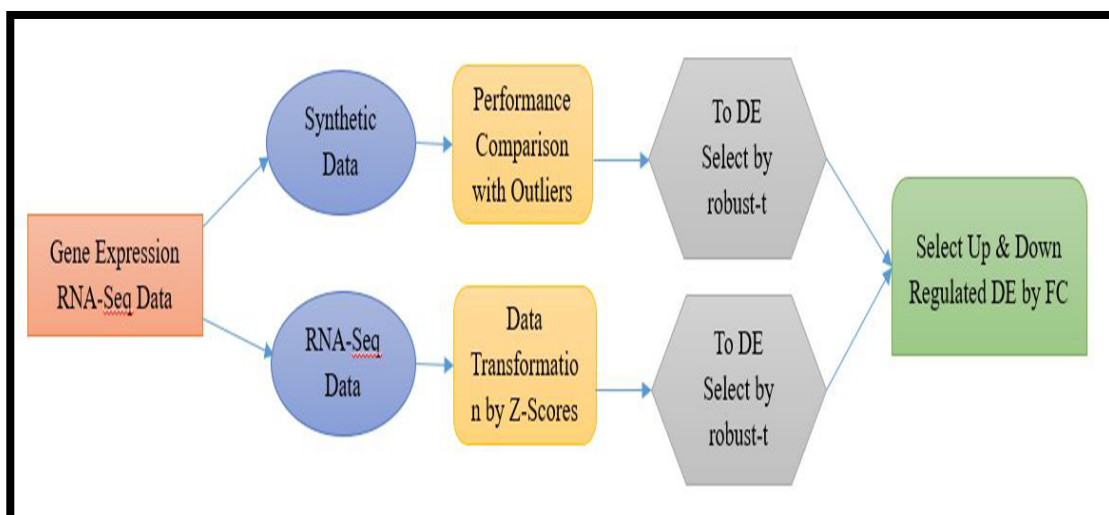 Gene Expression
RNA-Seq Data
Synthetic
Data
Performance
Comparison
with Outliers
To DE
Select by
robust-t
RNA-Seq
Data
Data
Transformatio
n by Z-Scores
To DE
Select by
robust-t
Select Up & Down
Regulated DE by FC